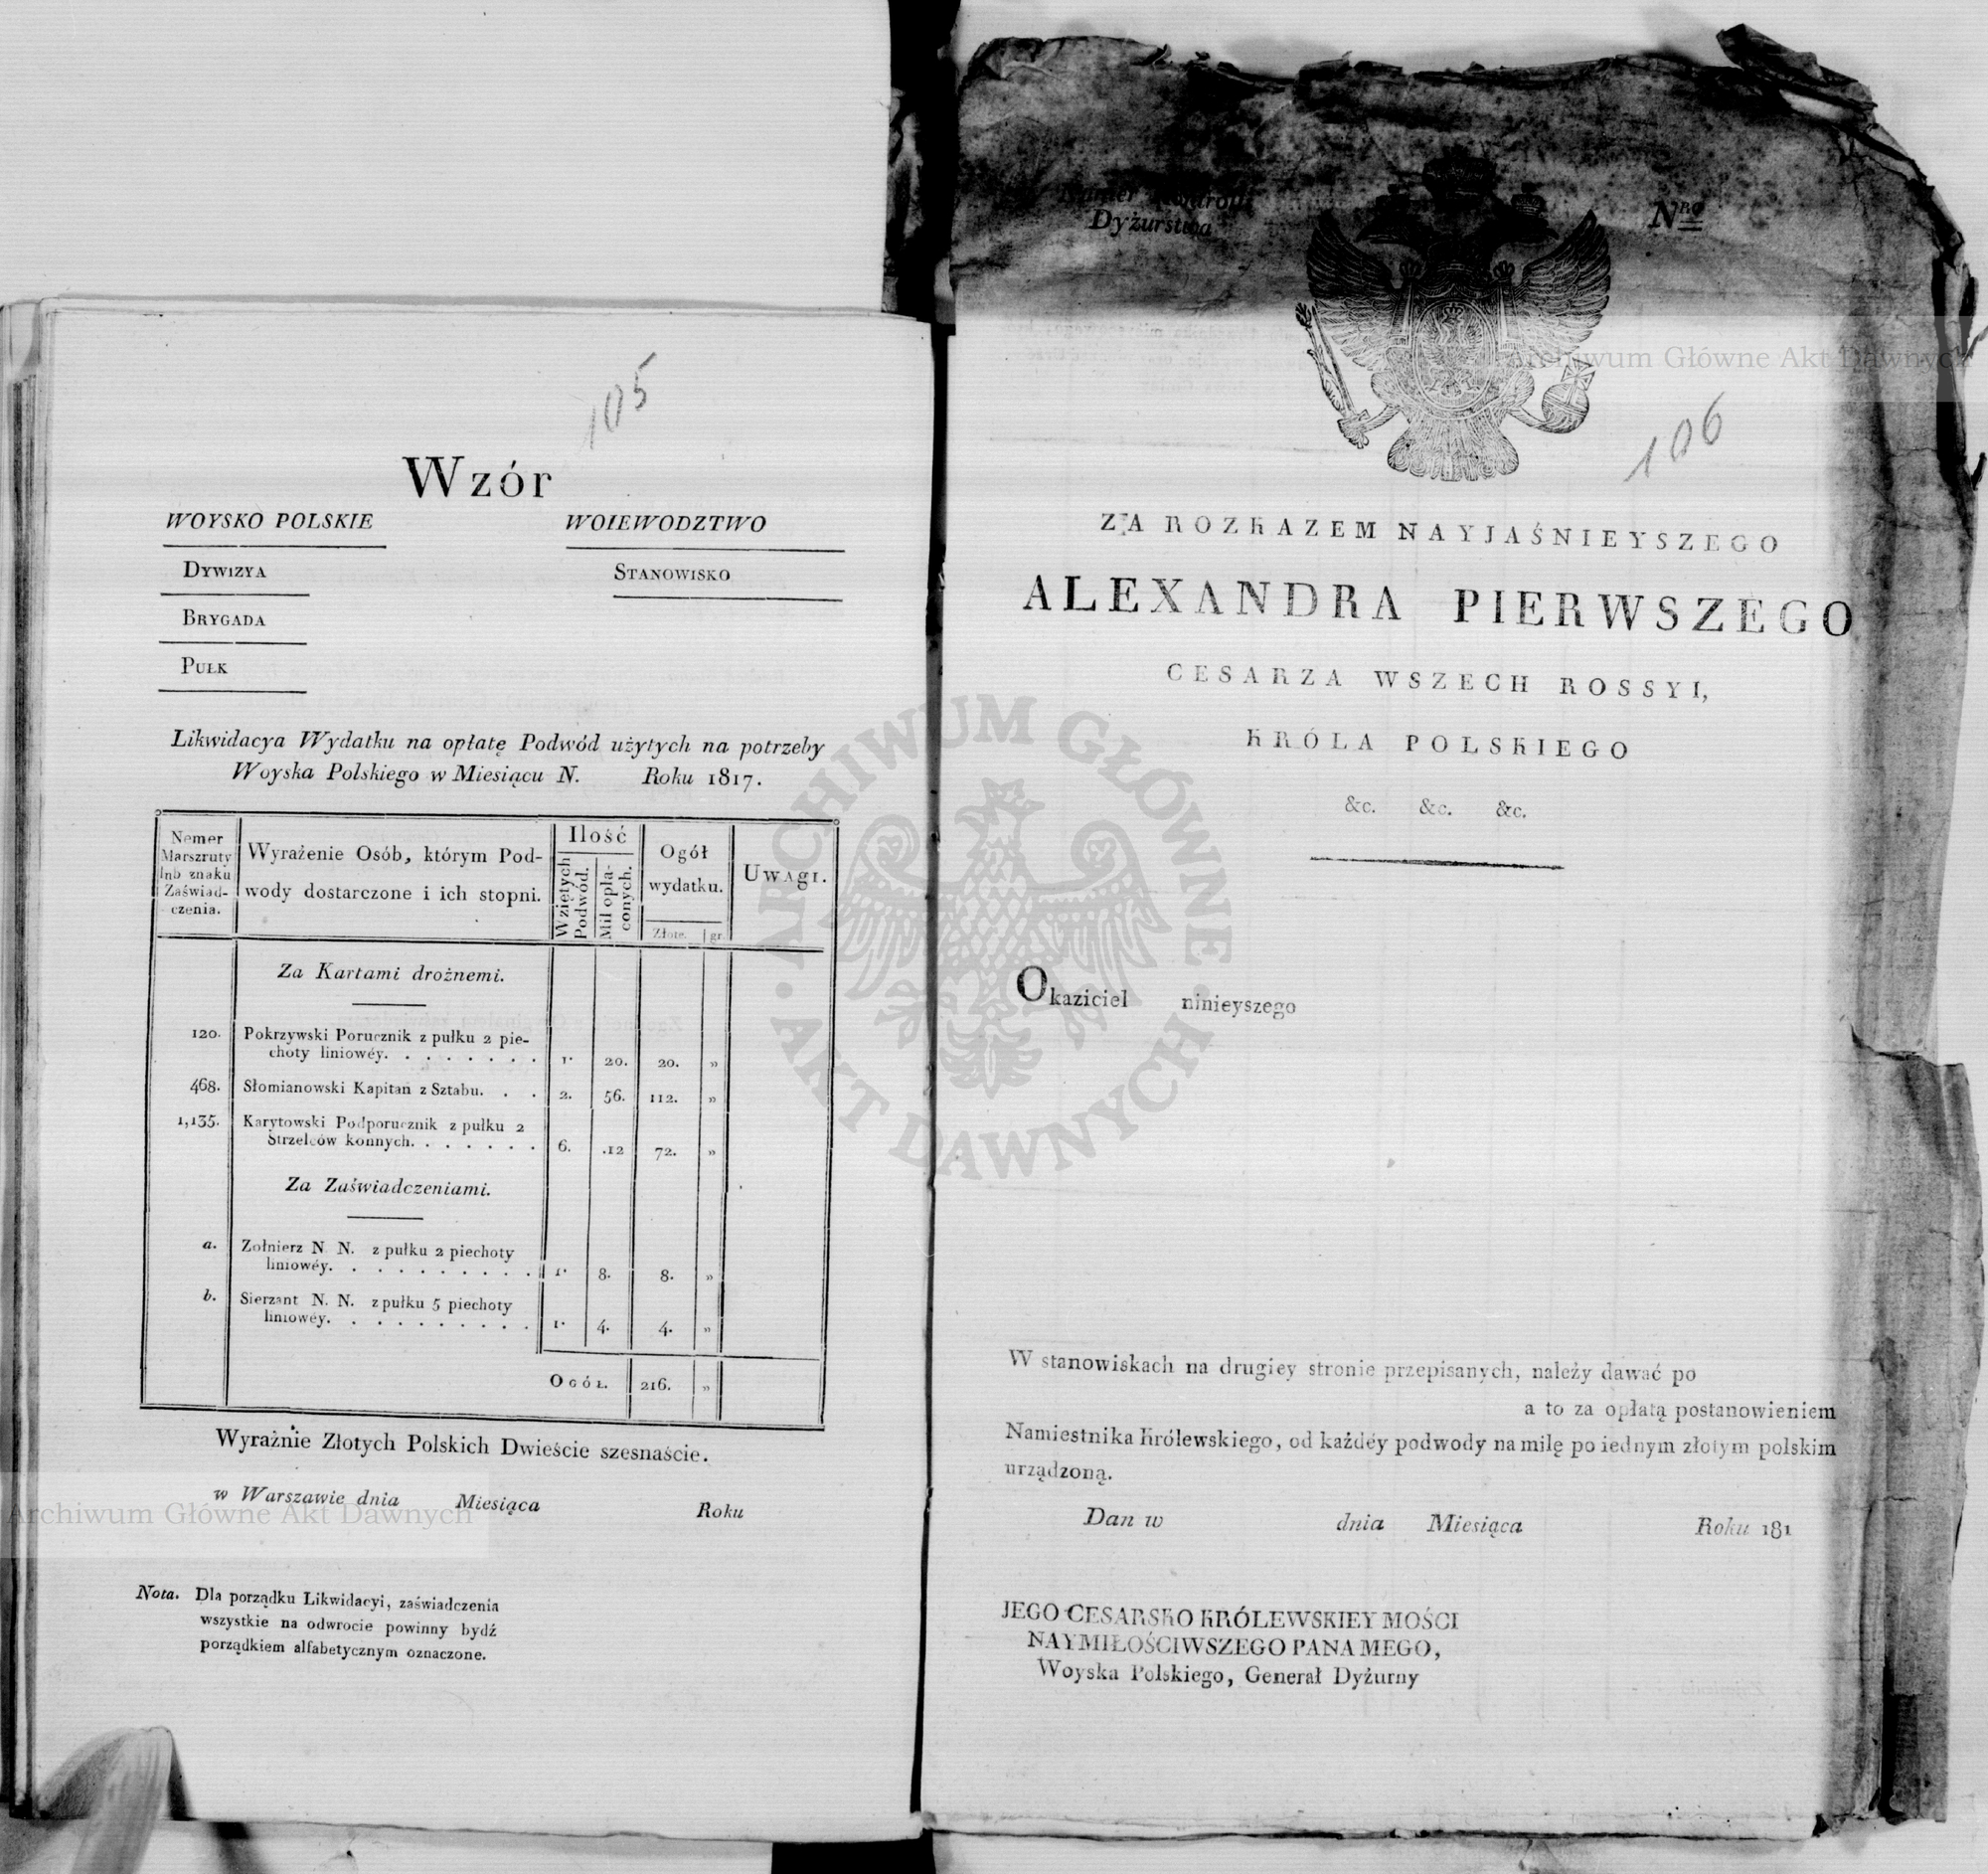 105
Wzór
WOYSKO POLSKIE
WOIEWODZTWO
DYWIZYA
STANOWISKO
BRYGADA
PUŁK
Likwidacya Wydatku na opłatę Podwód użytych na potrzeby
Woyska Polskiego w Miesiącu N. Roku 1817.
Nemer
Marszruty
lub znaku
Zaświad-
czenia.
Wyrażenie Osób, którym Pod-
wody dostarczone i ich stopni.
Ilość
Wziętych
Podwód.
Mil opła-
conych.
Ogół
wydatku.
Złote. gr.
UWAGI.
Za Kartami drożnemi.
120. Pokrzywski Porucznik z pułku 2 pie-
choty liniowéy. . . . . . . . 1. 20. 20. „
468. Słomianowski Kapitan z Sztabu. . . 2. 56. 112. „
1,135. Karytowski Podporucznik z pułku 2
Strzelców konnych. . . . . . . 6. .12 72. „
Za Zaświadczeniami.
a. Zołnierz N N. z pułku 2 piechoty
liniowéy. . . . . . . . . . 1. 8. 8. „
b. Sierzant N. N. z pułku 5 piechoty
liniowéy. . . . . . . . . . 1. 4. 4. „
OGÓŁ. 216. „
Wyraźnie Złotych Polskich Dwieście szesnaście.
w Warszawie dnia Miesiąca Roku
Nota. Dla porządku Likwidacyi, zaświadczenia
wszystkie na odwrocie powinny bydź
porządkiem alfabetycznym oznaczone.
Dyżurstwa
Nro
106
ZA ROZKAZEM NAYJAŚNIEYSZEGO
ALEXANDRA PIERWSZEGO
CESARZA WSZECH ROSSYI,
KRÓLA POLSKIEGO
&c. &c. &c.
Okaziciel ninieyszego
W stanowiskach na drugiey stronie przepisanych, należy dawać po
a to za opłatą postanowieniem
Namiestnika Królewskiego, od każdéy podwody na milę po iednym złotym polskim
urządzoną.
Dan w dnia Miesiąca Roku 181
JEGO CESARSKO KRÓLEWSKIEY MOŚCI
NAYMIŁOŚCIWSZEGO PANA MEGO,
Woyska Polskiego, Generał Dyżurny
Archiwum Główne Akt Dawnych
Archiwum Główne Akt Dawnych
ARCHIWUM GŁÓWNE
AKT DAWNYCH